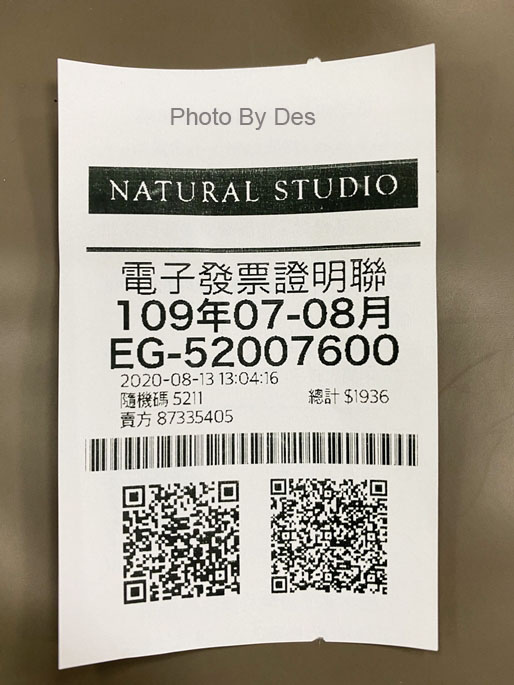 Photo By Des
NATURAL STUDIO
電子發票證明聯
109年07-08月
EG-52007600
2020-08-13 13:04:16
隨機碼 5211 總計 $1936
賣方 87335405